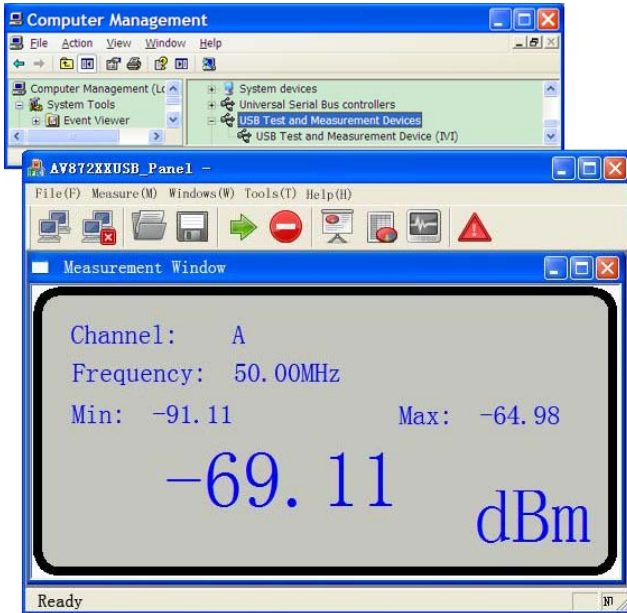 Computer Management
File Action View Window Help
Computer Management (Lc
System Tools
Event Viewer
System devices
Universal Serial Bus controllers
USB Test and Measurement Devices
USB Test and Measurement Device (IVI)
AV872XXUSB_Panel -
File(F) Measure(M) Windows(W) Tools(T) Help(H)
Measurement Window
Channel: A
Frequency: 50.00MHz
Min: -91.11 Max: -64.98
-69.11
dBm
Ready